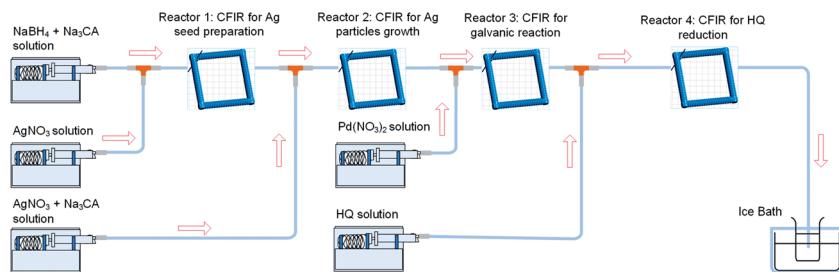 NaBH₄ + Na₃CA
solution
Reactor 1: CFIR for Ag
seed preparation
Reactor 2: CFIR for Ag
particles growth
Reactor 3: CFIR for
galvanic reaction
Reactor 4: CFIR for HQ
reduction
AgNO₃ solution
Pd(NO₃)₂ solution
AgNO₃ + Na₃CA
solution
HQ solution
Ice Bath